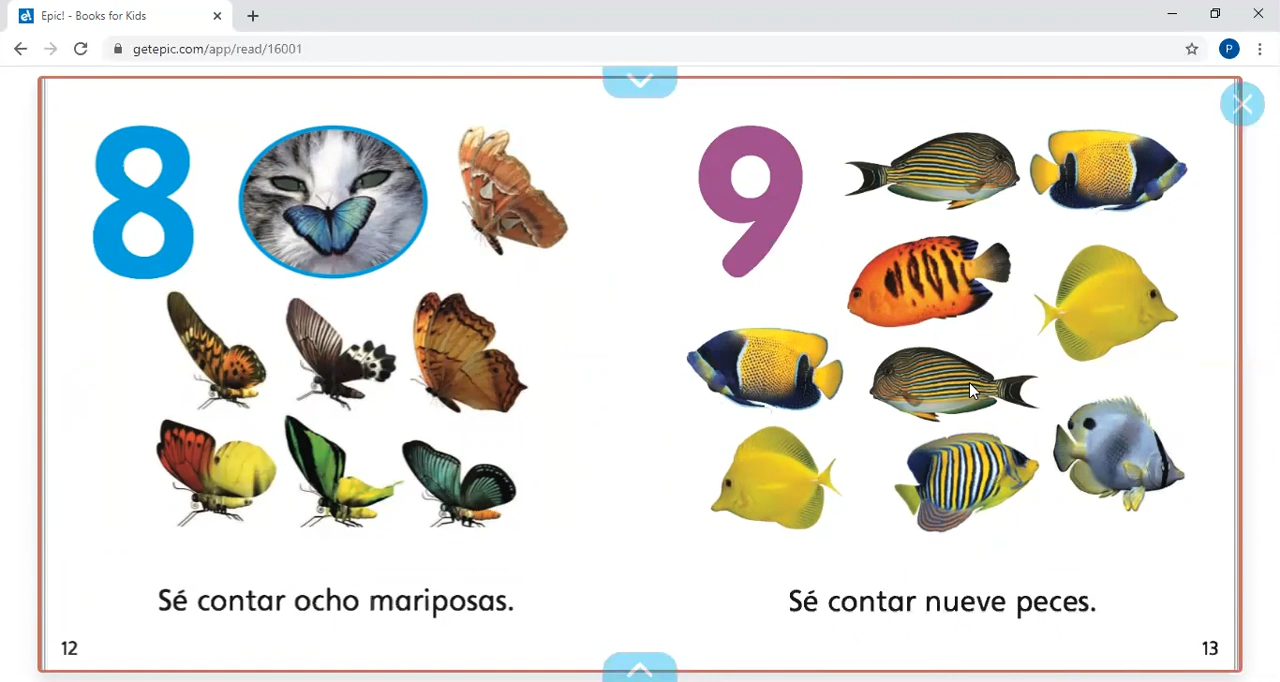 Epic! - Books for Kids
getepic.com/app/read/16001
P
8
Sé contar ocho mariposas.
12
9
Sé contar nueve peces.
13